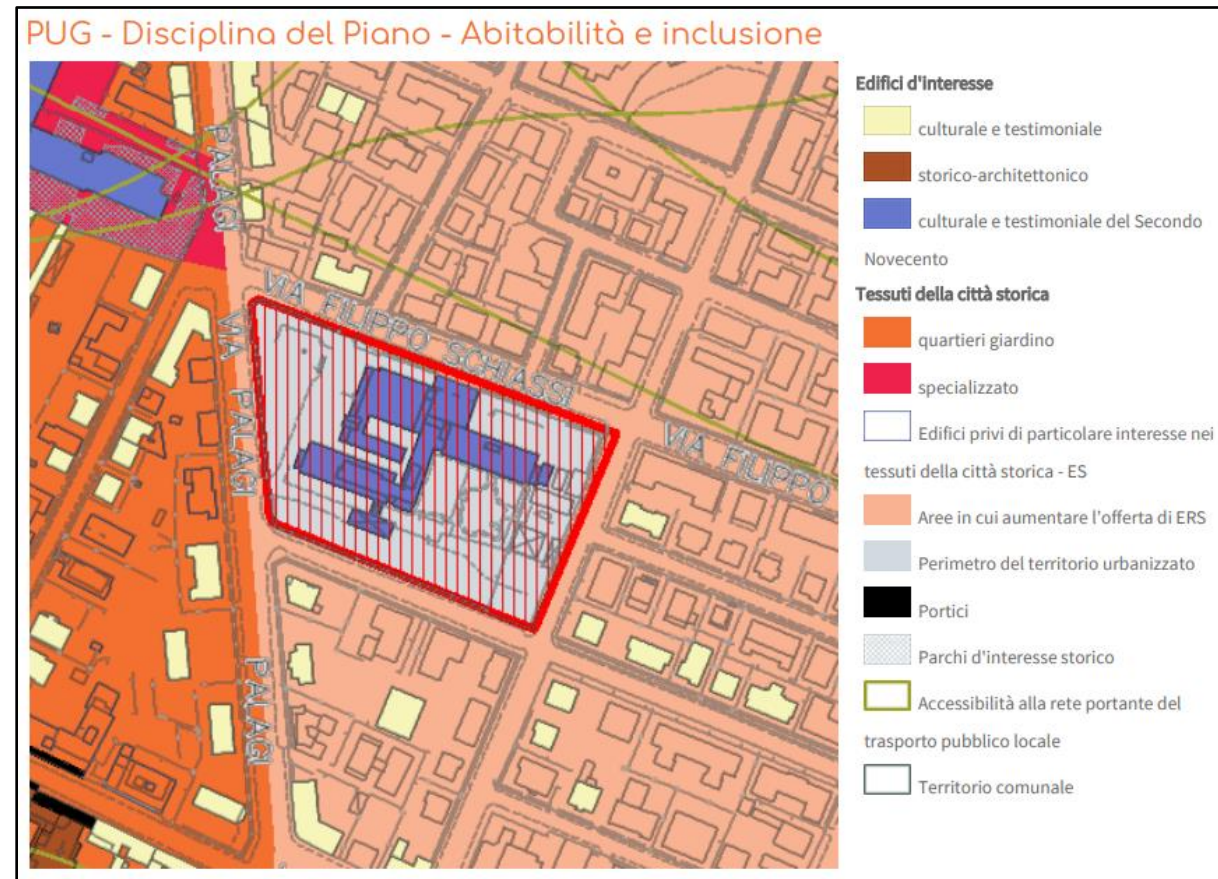 PUG - Disciplina del Piano - Abitabilità e inclusione
PALAGI
VIA FILIPPO SCHIASSI
VIA PALAGI
VIA FILIPPO
PALAGI
Edifici d'interesse
culturale e testimoniale
storico-architettonico
culturale e testimoniale del Secondo
Novecento
Tessuti della città storica
quartieri giardino
specializzato
Edifici privi di particolare interesse nei
tessuti della città storica - ES
Aree in cui aumentare l'offerta di ERS
Perimetro del territorio urbanizzato
Portici
Parchi d'interesse storico
Accessibilità alla rete portante del
trasporto pubblico locale
Territorio comunale